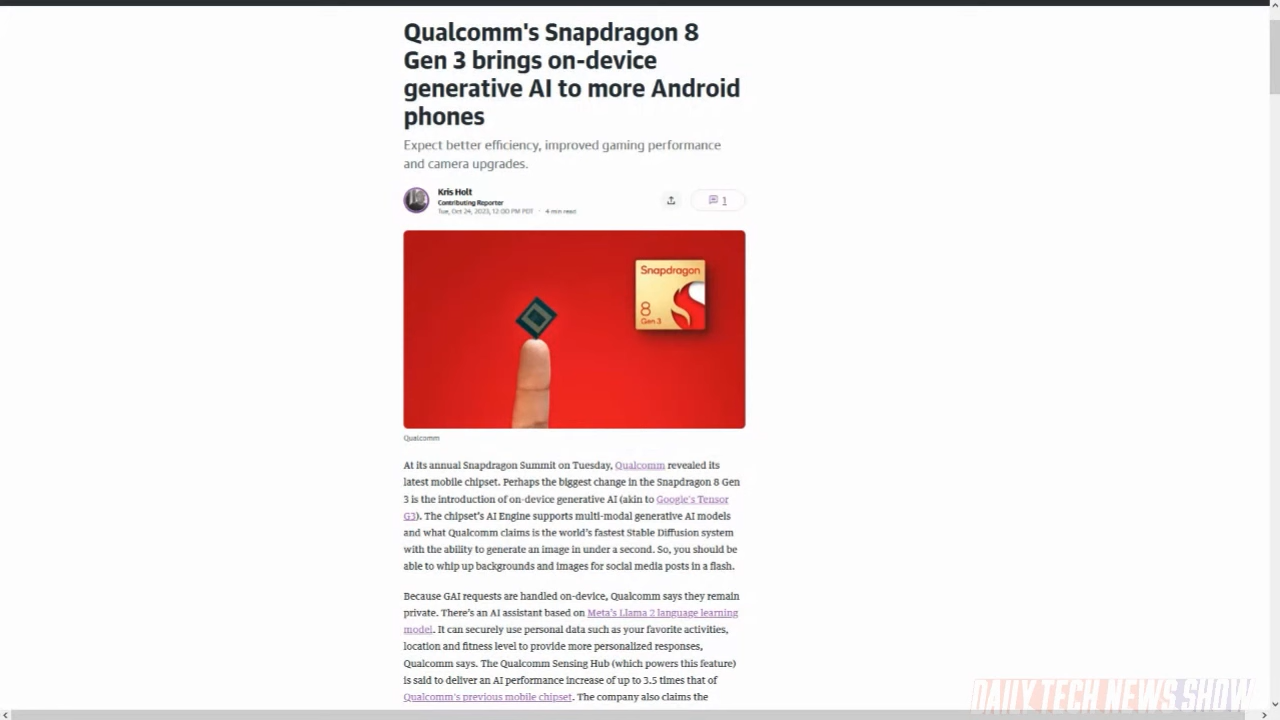 Qualcomm's Snapdragon 8
Gen 3 brings on-device
generative AI to more Android
phones
Expect better efficiency, improved gaming performance
and camera upgrades.
Kris Holt
Contributing Reporter
Tue, Oct 24, 2023, 12:00 PM PDT · 4 min read
1
Snapdragon
8
Gen 3
Qualcomm
At its annual Snapdragon Summit on Tuesday, Qualcomm revealed its
latest mobile chipset. Perhaps the biggest change in the Snapdragon 8 Gen
3 is the introduction of on-device generative AI (akin to Google's Tensor
G3). The chipset's AI Engine supports multi-modal generative AI models
and what Qualcomm claims is the world's fastest Stable Diffusion system
with the ability to generate an image in under a second. So, you should be
able to whip up backgrounds and images for social media posts in a flash.
Because GAI requests are handled on-device, Qualcomm says they remain
private. There's an AI assistant based on Meta's Llama 2 language learning
model. It can securely use personal data such as your favorite activities,
location and fitness level to provide more personalized responses,
Qualcomm says. The Qualcomm Sensing Hub (which powers this feature)
is said to deliver an AI performance increase of up to 3.5 times that of
Qualcomm's previous mobile chipset. The company also claims the
DAILY TECH NEWS SHOW